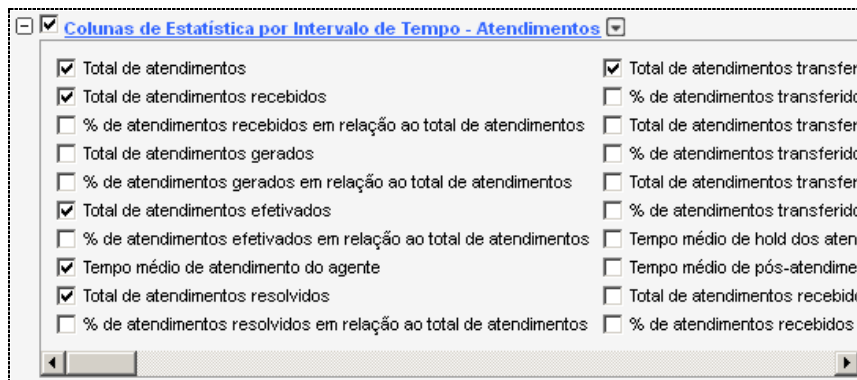 Colunas de Estatística por Intervalo de Tempo - Atendimentos
Total de atendimentos
Total de atendimentos recebidos
% de atendimentos recebidos em relação ao total de atendimentos
Total de atendimentos gerados
% de atendimentos gerados em relação ao total de atendimentos
Total de atendimentos efetivados
% de atendimentos efetivados em relação ao total de atendimentos
Tempo médio de atendimento do agente
Total de atendimentos resolvidos
% de atendimentos resolvidos em relação ao total de atendimentos
Total de atendimentos transfer
% de atendimentos transferido
Total de atendimentos transfer
% de atendimentos transferido
Total de atendimentos transfer
% de atendimentos transferido
Tempo médio de hold dos aten
Tempo médio de pós-atendime
Total de atendimentos recebido
% de atendimentos recebidos